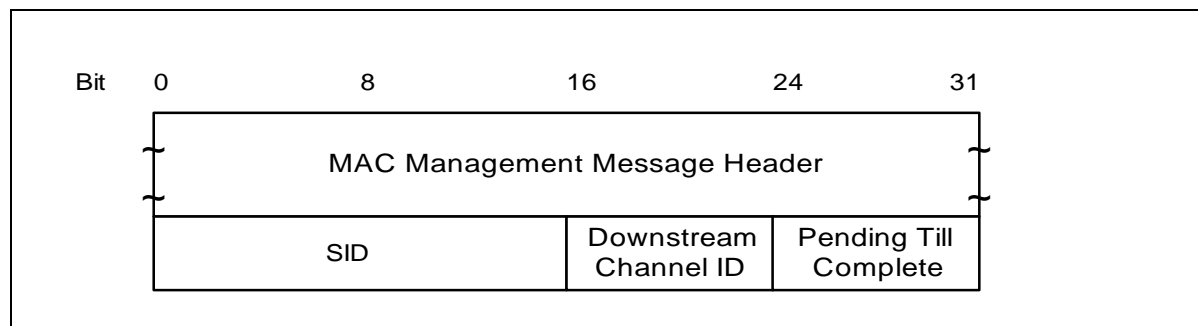 Bit 0 8 16 24 31
MAC Management Message Header
SID
Downstream
Channel ID
Pending Till
Complete